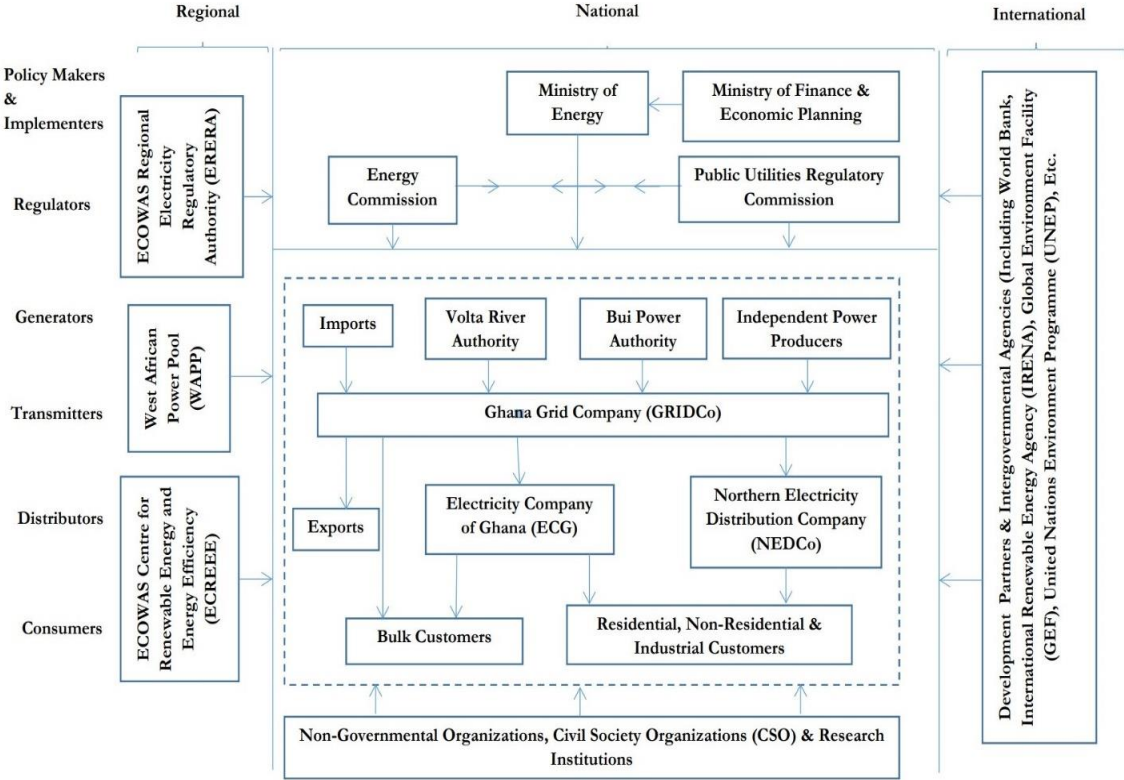 Regional
National
International
Policy Makers
&
Implementers
Regulators
Generators
Transmitters
Distributors
Consumers
ECOWAS Regional
Electricity
Regulatory
Authority (ERERA)
West African
Power Pool
(WAPP)
ECOWAS Centre for
Renewable Energy and
Energy Efficiency
(ECREEE)
Ministry of
Energy
Ministry of Finance &
Economic Planning
Energy
Commission
Public Utilities Regulatory
Commission
Imports
Volta River
Authority
Bui Power
Authority
Independent Power
Producers
Ghana Grid Company (GRIDCo)
Exports
Electricity Company
of Ghana (ECG)
Northern Electricity
Distribution Company
(NEDCo)
Bulk Customers
Residential, Non-Residential &
Industrial Customers
Non-Governmental Organizations, Civil Society Organizations (CSO) & Research
Institutions
Development Partners & Intergovernmental Agencies (Including World Bank,
International Renewable Energy Agency (IRENA), Global Environment Facility
(GEF), United Nations Environment Programme (UNEP), Etc.